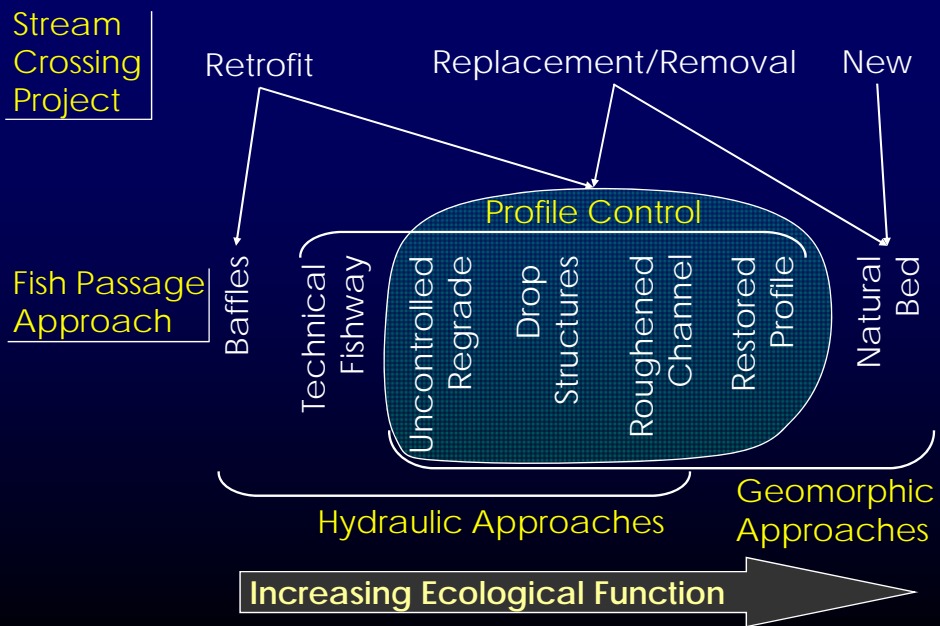 Stream
Crossing
Project
Retrofit
Replacement/Removal
New
Profile Control
Fish Passage
Approach
Baffles
Technical
Fishway
Uncontrolled
Regrade
Drop
Structures
Roughened
Channel
Restored
Profile
Natural
Bed
Hydraulic Approaches
Geomorphic
Approaches
Increasing Ecological Function